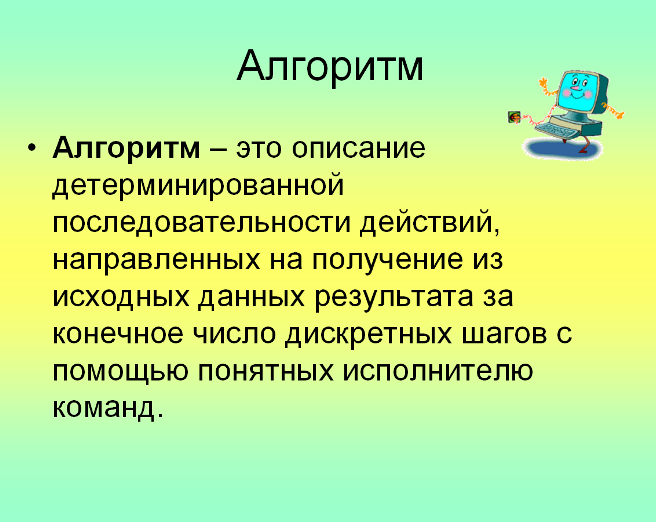 Алгоритм
• Алгоритм – это описание
детерминированной
последовательности действий,
направленных на получение из
исходных данных результата за
конечное число дискретных шагов с
помощью понятных исполнителю
команд.